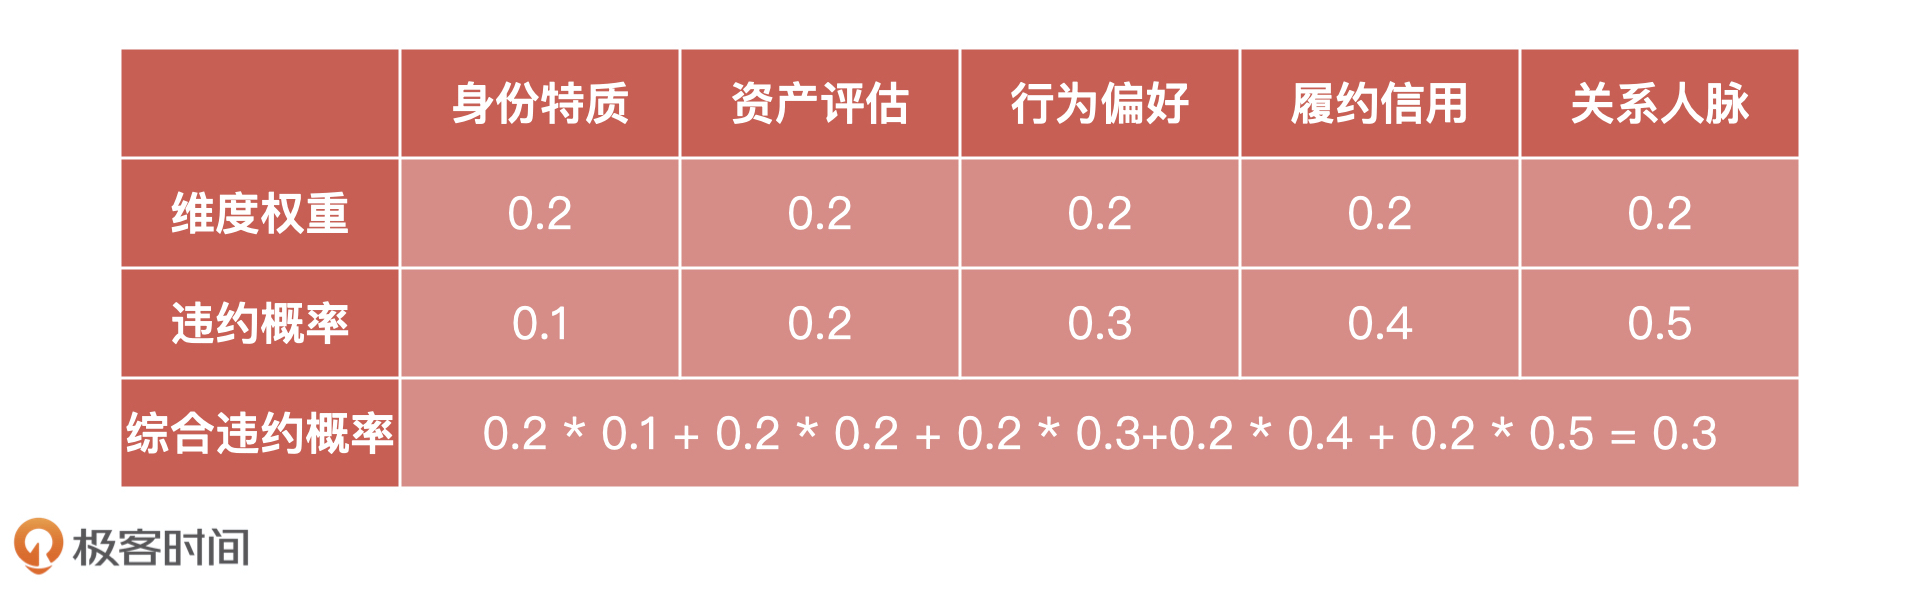 身份特质 资产评估 行为偏好 履约信用 关系人脉
维度权重 0.2 0.2 0.2 0.2 0.2
违约概率 0.1 0.2 0.3 0.4 0.5
综合违约概率 0.2 * 0.1 + 0.2 * 0.2 + 0.2 * 0.3+0.2 * 0.4 + 0.2 * 0.5 = 0.3
极客时间